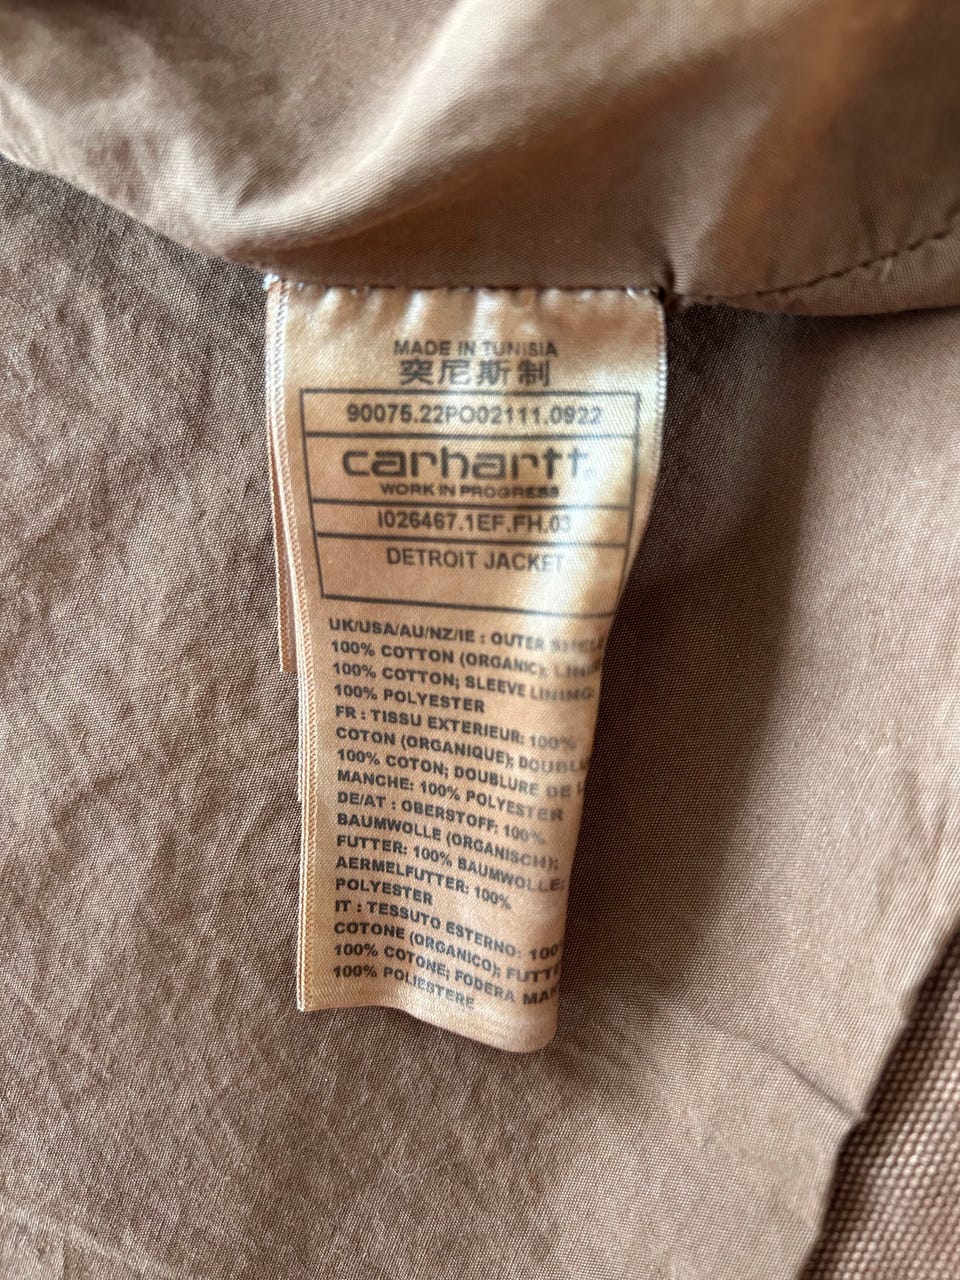 MADE IN TUNISIA
突尼斯制
90075.22PO02111.0922
carhartt
WORK IN PROGRESS
I026467.1EF.FH.03
DETROIT JACKET
UK/USA/AU/NZ/IE : OUTER
100% COTTON (ORGANIC);
100% COTTON; SLEEVE LINING:
100% POLYESTER
FR : TISSU EXTERIEUR: 100%
COTON (ORGANIQUE);
100% COTON; DOUBLURE DE
MANCHE: 100% POLYESTER
DE/AT : OBERSTOFF: 100%
BAUMWOLLE (ORGANISCH);
FUTTER: 100% BAUMWOLLE;
AERMELFUTTER: 100%
POLYESTER
IT : TESSUTO ESTERNO: 100%
COTONE (ORGANICO);
100% COTONE; FODERA
100% POLIESTERE